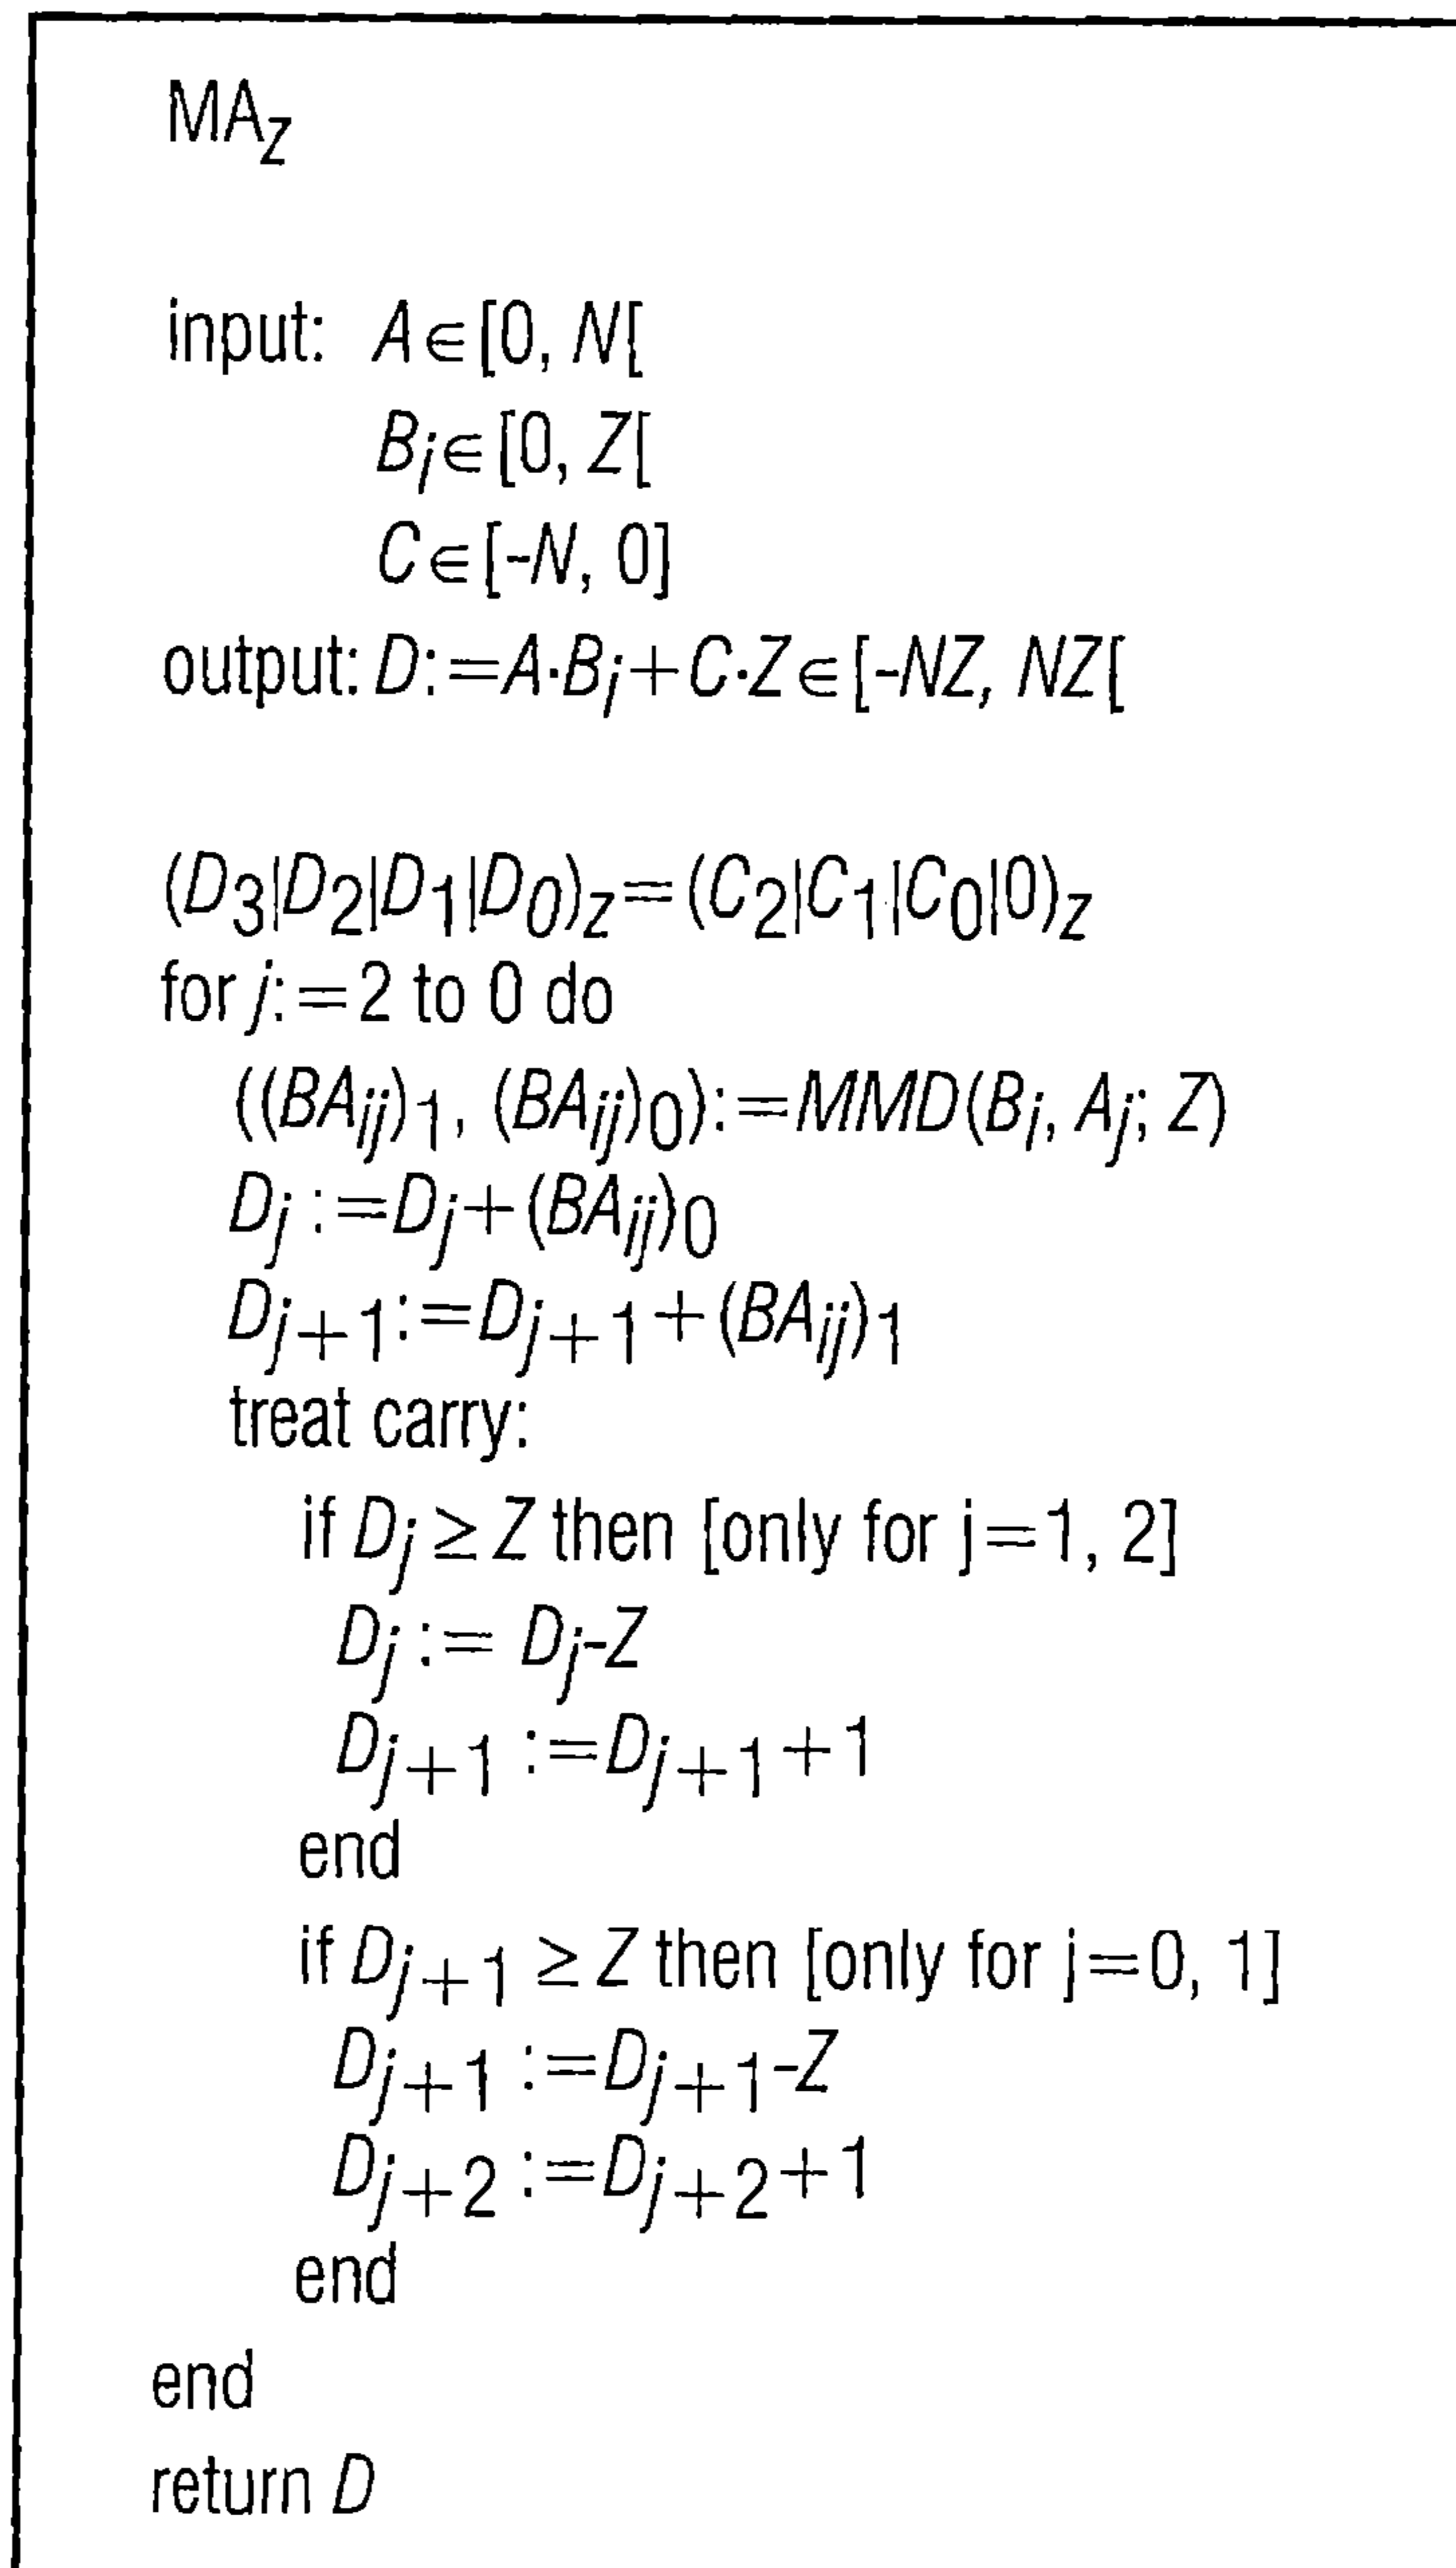 MA_Z
input: A∈[0, N[
B_i∈[0, Z[
C∈[-N, 0]
output: D:=A·B_i+C·Z∈[-NZ, NZ[
(D_3|D_2|D_1|D_0)_Z=(C_2|C_1|C_0|0)_Z
for j:=2 to 0 do
((BA_ij)_1, (BA_ij)_0):=MMD(B_i, A_j; Z)
D_j:=D_j+(BA_ij)_0
D_j+1:=D_j+1+(BA_ij)_1
treat carry:
if D_j ≥ Z then [only for j=1, 2]
D_j := D_j-Z
D_j+1 :=D_j+1+1
end
if D_j+1 ≥ Z then [only for j=0, 1]
D_j+1 :=D_j+1-Z
D_j+2 :=D_j+2+1
end
end
return D